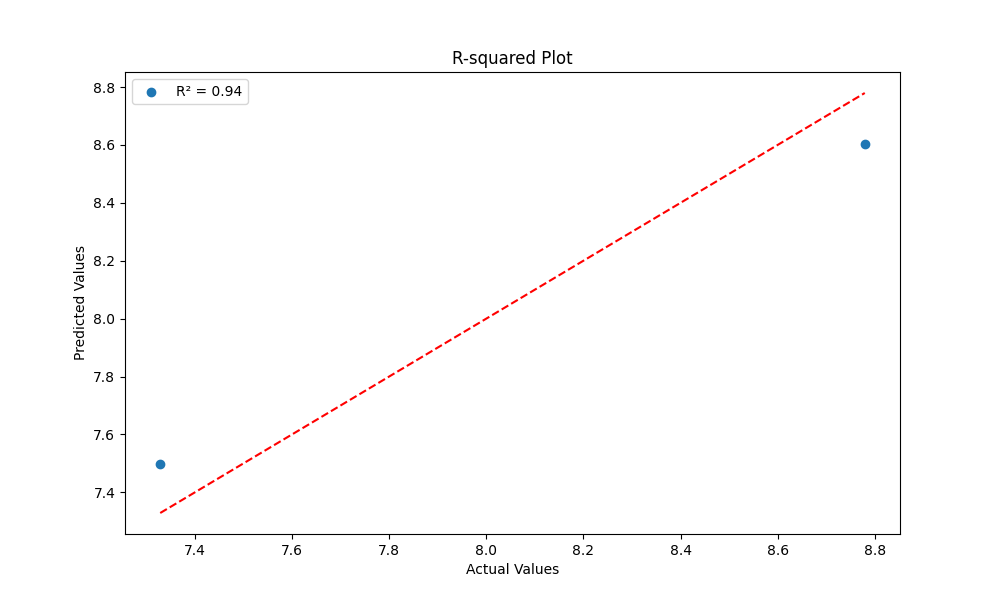 R-squared Plot
R² = 0.94
8.8
8.6
8.4
8.2
8.0
7.8
7.6
7.4
Predicted Values
7.4 7.6 7.8 8.0 8.2 8.4 8.6 8.8
Actual Values